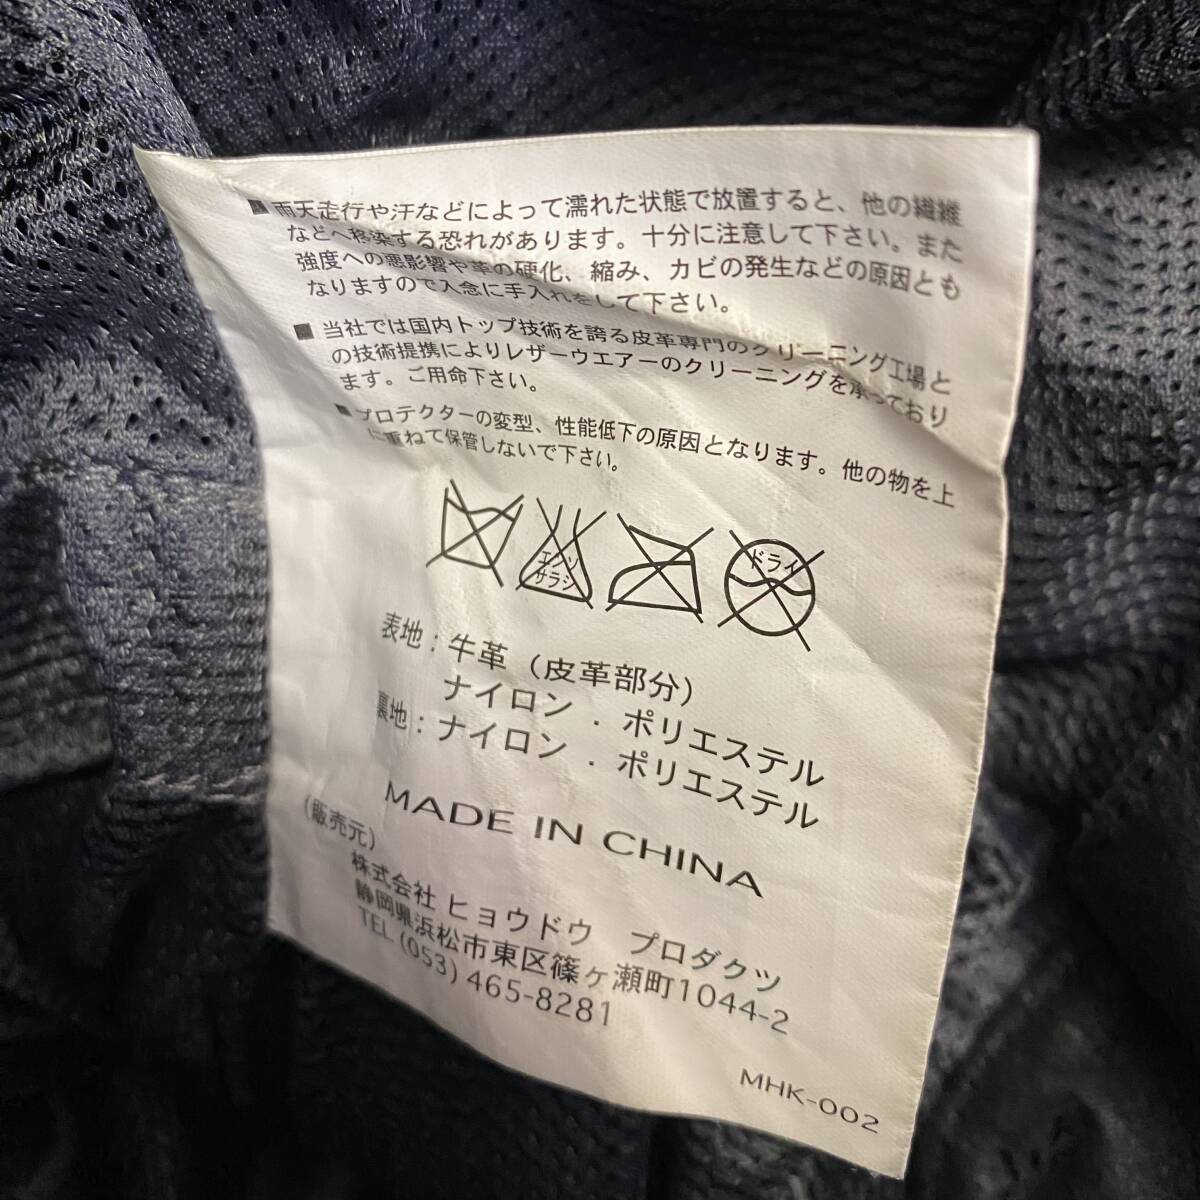 ■ 雨天走行や汗などによって濡れた状態で放置すると、他の繊維
などへ移染する恐れがあります。十分に注意して下さい。また
強度への悪影響や革の硬化、縮み、カビの発生などの原因とも
なりますので入念に手入れをして下さい。
■ 当社では国内トップ技術を誇る皮革専門のクリーニング工場と
の技術提携によりレザーウエアーのクリーニングを承っており
ます。ご用命下さい。
■ プロテクターの変型、性能低下の原因となります。他の物を上
に重ねて保管しないで下さい。
エンソ
サラシ
ドライ
表地：牛革（皮革部分）
ナイロン・ポリエステル
裏地：ナイロン・ポリエステル
MADE IN CHINA
(販売元)
株式会社 ヒョウドウ プロダクツ
静岡県浜松市東区篠ヶ瀬町1044-2
TEL (053) 465-8281
MHK-002